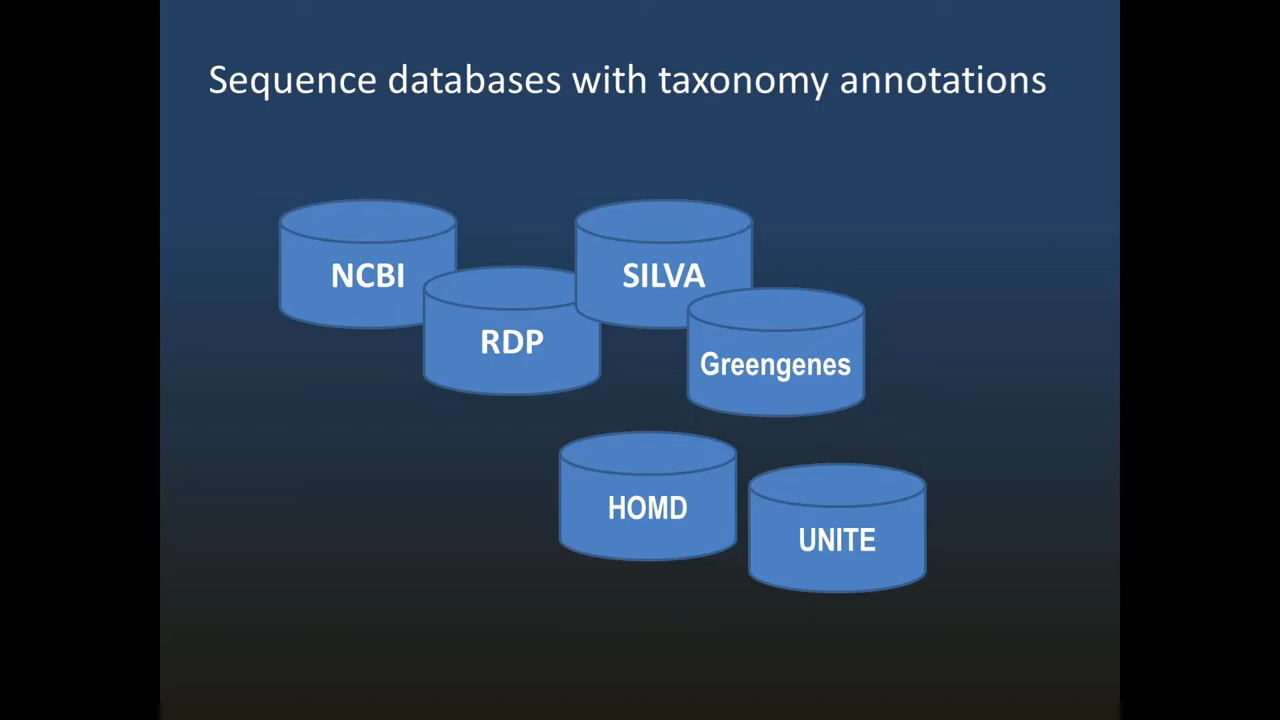 Sequence databases with taxonomy annotations
NCBI
SILVA
RDP
Greengenes
HOMD
UNITE